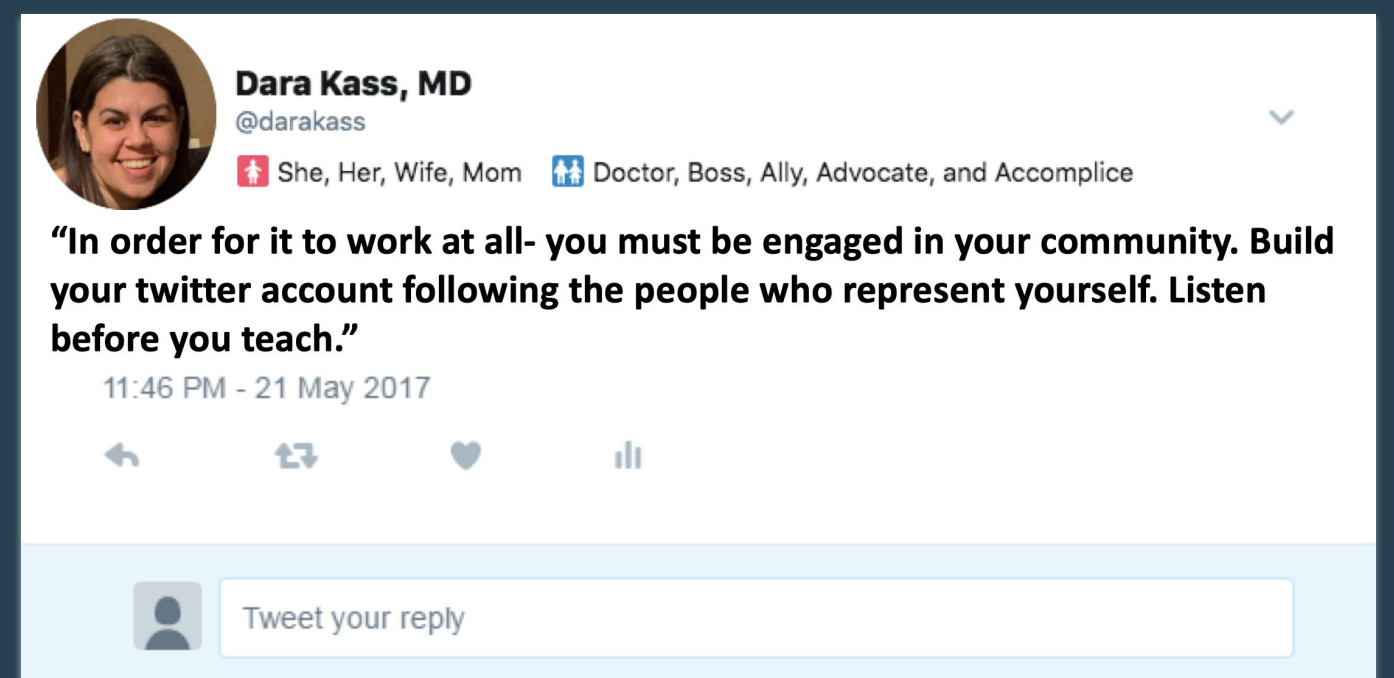 Dara Kass, MD
@darakass
🚺 She, Her, Wife, Mom 🚻 Doctor, Boss, Ally, Advocate, and Accomplice
“In order for it to work at all- you must be engaged in your community. Build
your twitter account following the people who represent yourself. Listen
before you teach.”
11:46 PM - 21 May 2017
Tweet your reply